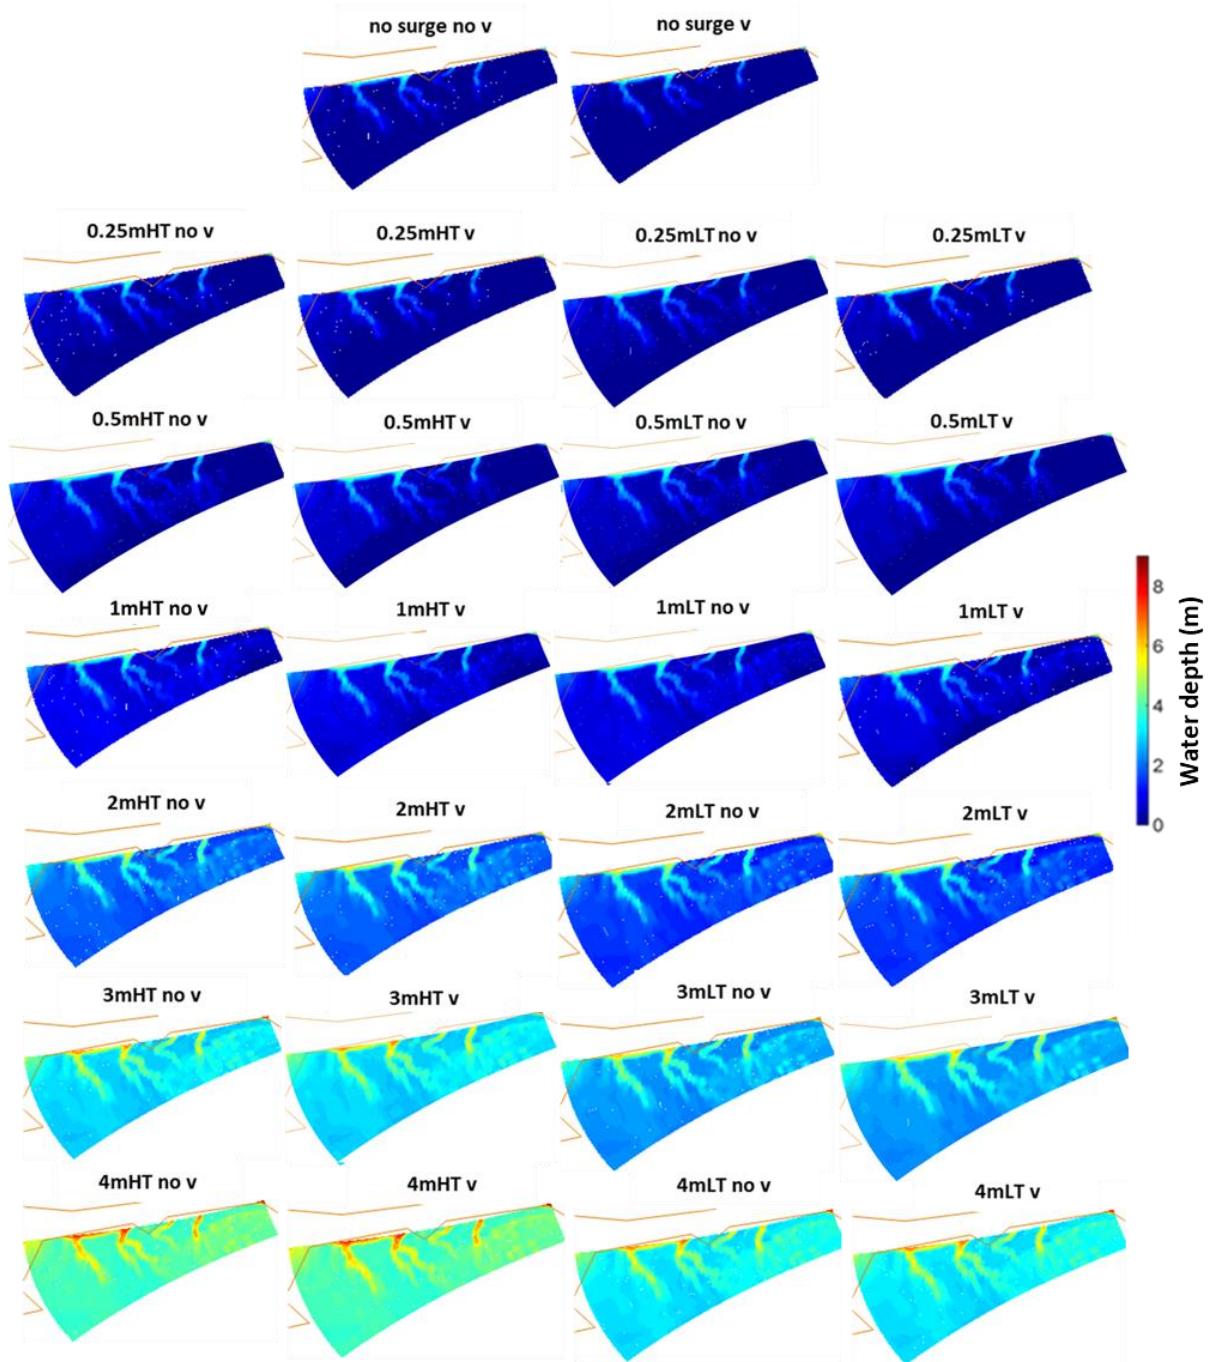 no surge no v
no surge v
0.25mHT no v
0.25mHT v
0.25mLT no v
0.25mLT v
0.5mHT no v
0.5mHT v
0.5mLT no v
0.5mLT v
1mHT no v
1mHT v
1mLT no v
1mLT v
8
6
4
2
0
Water depth (m)
2mHT no v
2mHT v
2mLT no v
2mLT v
3mHT no v
3mHT v
3mLT no v
3mLT v
4mHT no v
4mHT v
4mLT no v
4mLT v